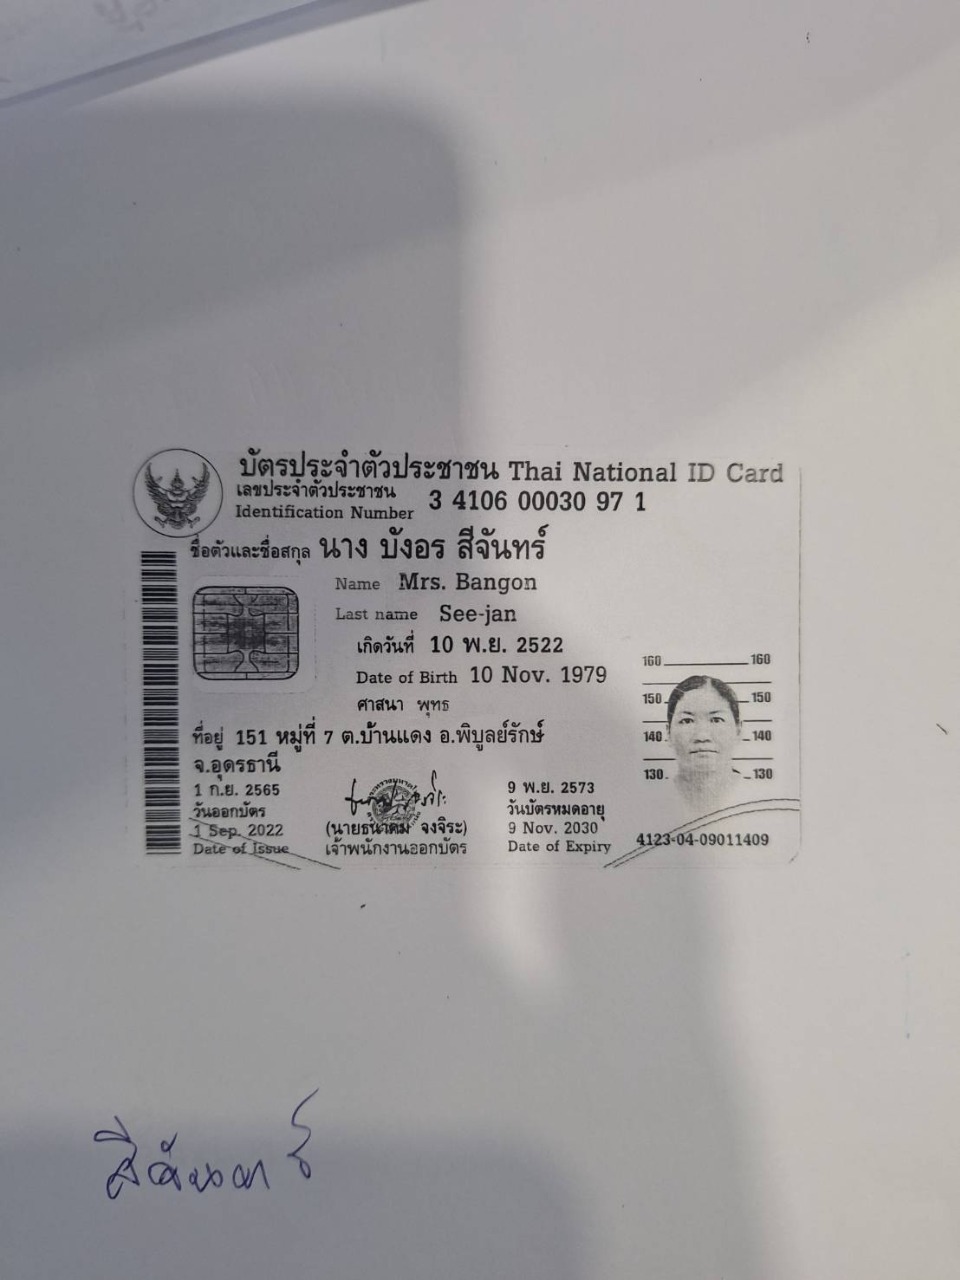 บัตรประจำตัวประชาชน Thai National ID Card
เลขประจำตัวประชาชน
Identification Number 3 4106 00030 97 1
ชื่อตัวและชื่อสกุล นาง บังอร สีจันทร์
Name Mrs. Bangon
Last name See-jan
เกิดวันที่ 10 พ.ย. 2522
Date of Birth 10 Nov. 1979
ศาสนา พุทธ
ที่อยู่ 151 หมู่ที่ 7 ต.บ้านแดง อ.พิบูลย์รักษ์
จ.อุดรธานี
1 ก.ย. 2565
วันออกบัตร
1 Sep. 2022
Date of Issue
(นายธนาคม จงจิระ)
เจ้าพนักงานออกบัตร
9 พ.ย. 2573
วันบัตรหมดอายุ
9 Nov. 2030
Date of Expiry
160 160
150 150
140 140
130 130
4123-04-09011409
สีจันทร์